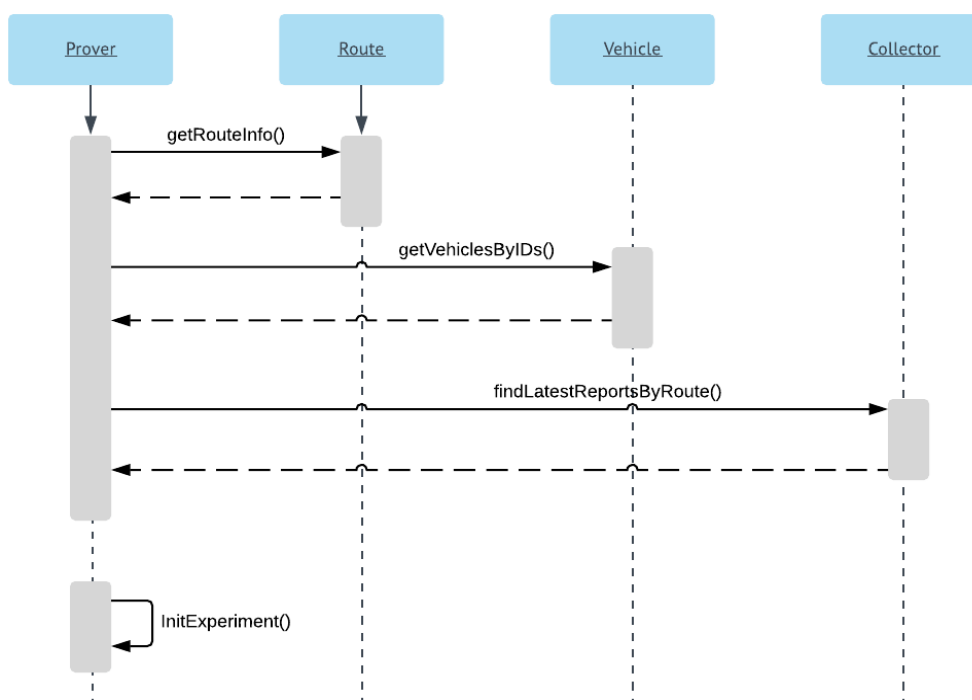 Prover
Route
Vehicle
Collector
getRouteInfo()
getVehiclesByIDs()
findLatestReportsByRoute()
InitExperiment()